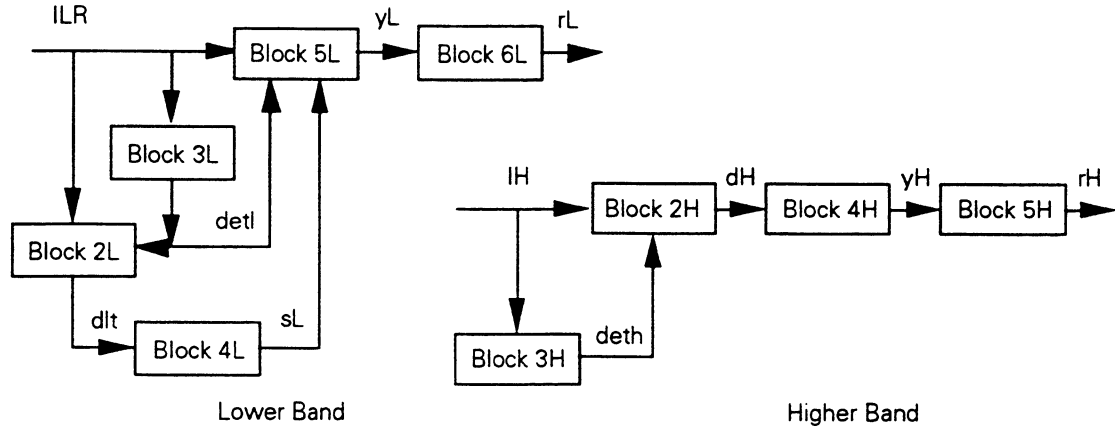 ILR
Block 5L
yL
Block 6L
rL
Block 3L
detl
Block 2L
dlt
Block 4L
sL
Lower Band
IH
Block 2H
dH
Block 4H
yH
Block 5H
rH
Block 3H
deth
Higher Band